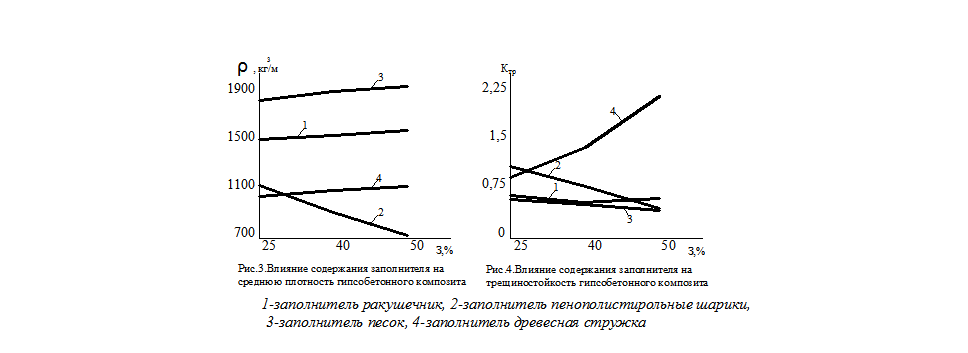 ρ , кг/м³
1900
1500
1100
700
3
1
4
2
25 40 50
З,%
Рис.3.Влияние содержания заполнителя на
среднюю плотность гипсобетонного композита
Kтр
2,25
1,5
0,75
0
4
2
1
3
25 40 50
З,%
Рис.4.Влияние содержания заполнителя на
трещиностойкость гипсобетонного композита
1-заполнитель ракушечник, 2-заполнитель пенополистирольные шарики,
3-заполнитель песок, 4-заполнитель древесная стружка